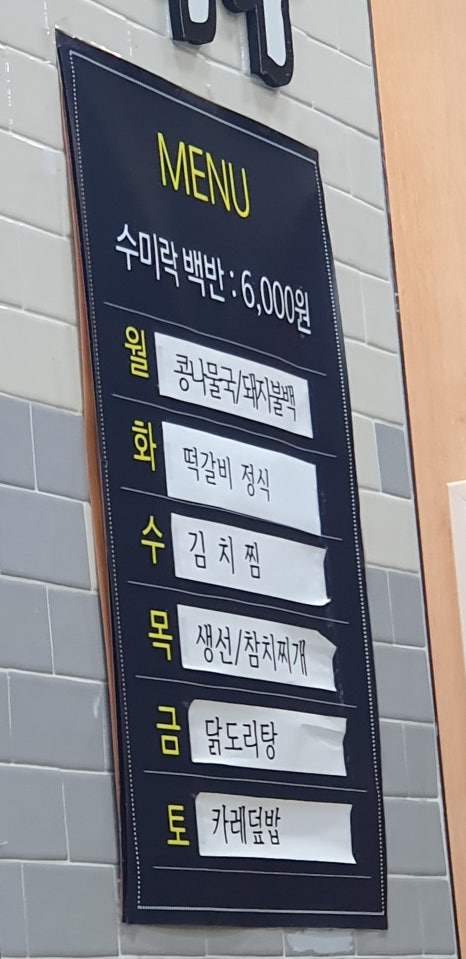 MENU
수미락 백반 : 6,000원
월 콩나물국/돼지불백
화 떡갈비 정식
수 김치찜
목 생선/참치찌개
금 닭도리탕
토 카레덮밥